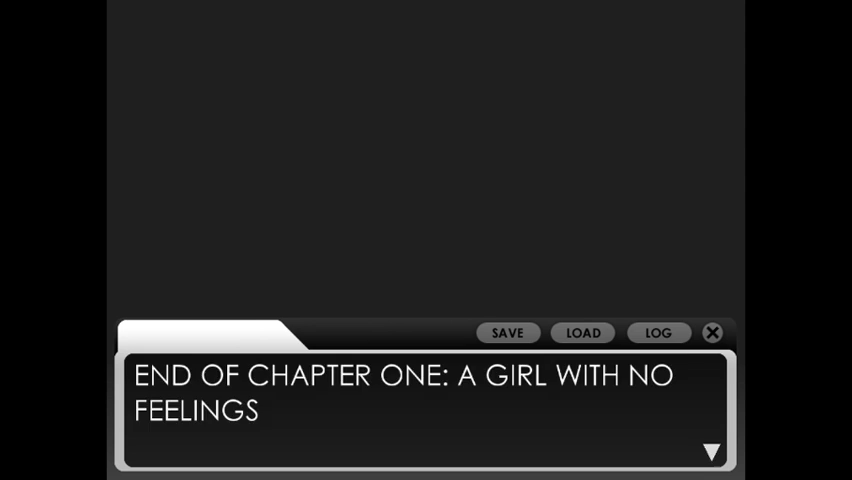 SAVE LOAD LOG
END OF CHAPTER ONE: A GIRL WITH NO
FEELINGS